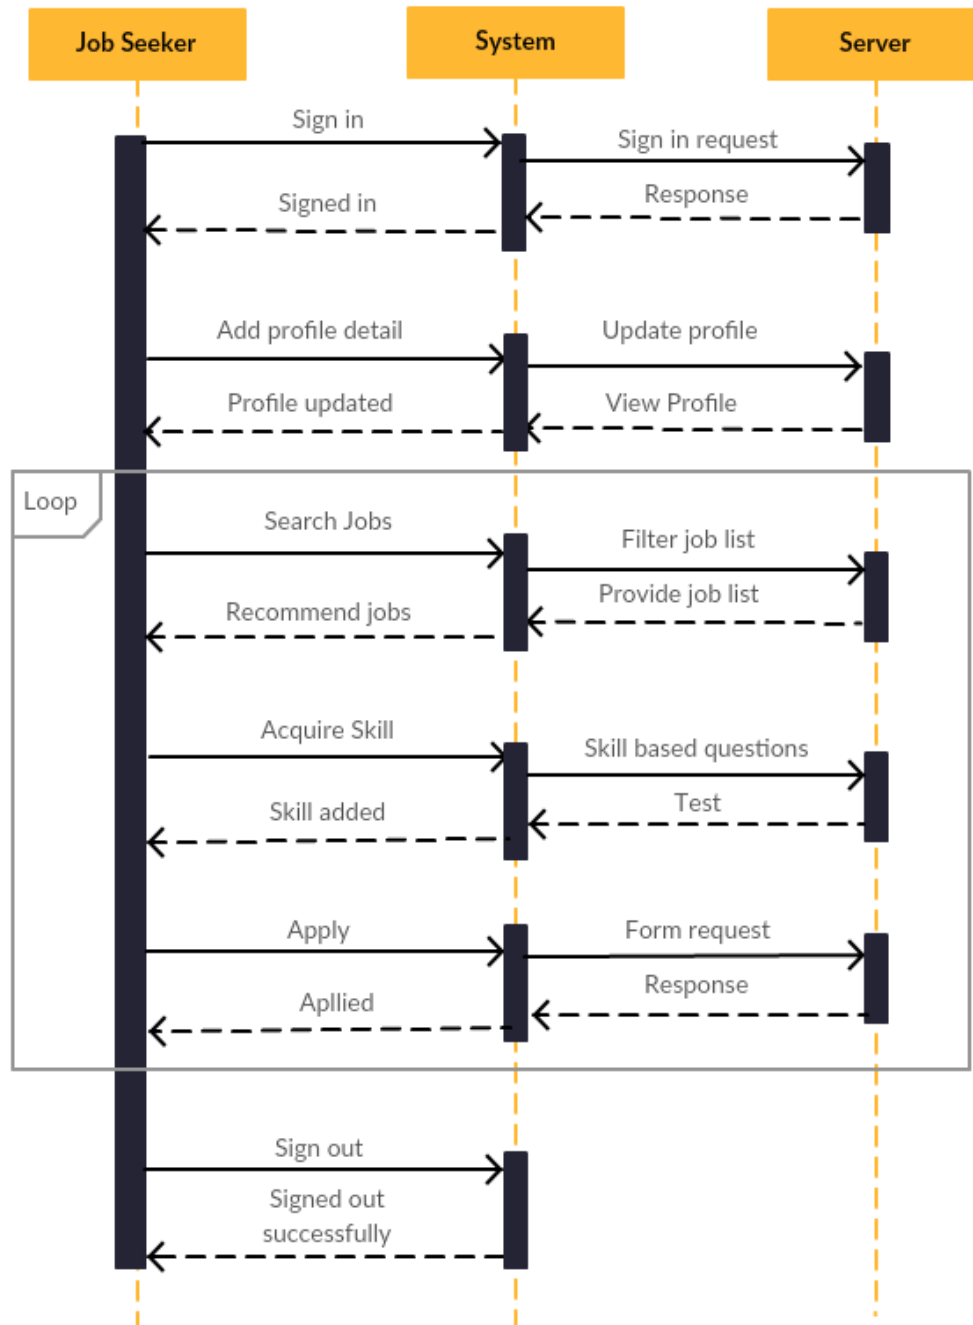 Job Seeker
System
Server
Sign in
Sign in request
Response
Signed in
Add profile detail
Update profile
Profile updated
View Profile
Loop
Search Jobs
Filter job list
Provide job list
Recommend jobs
Acquire Skill
Skill based questions
Test
Skill added
Apply
Form request
Response
Apllied
Sign out
Signed out
successfully